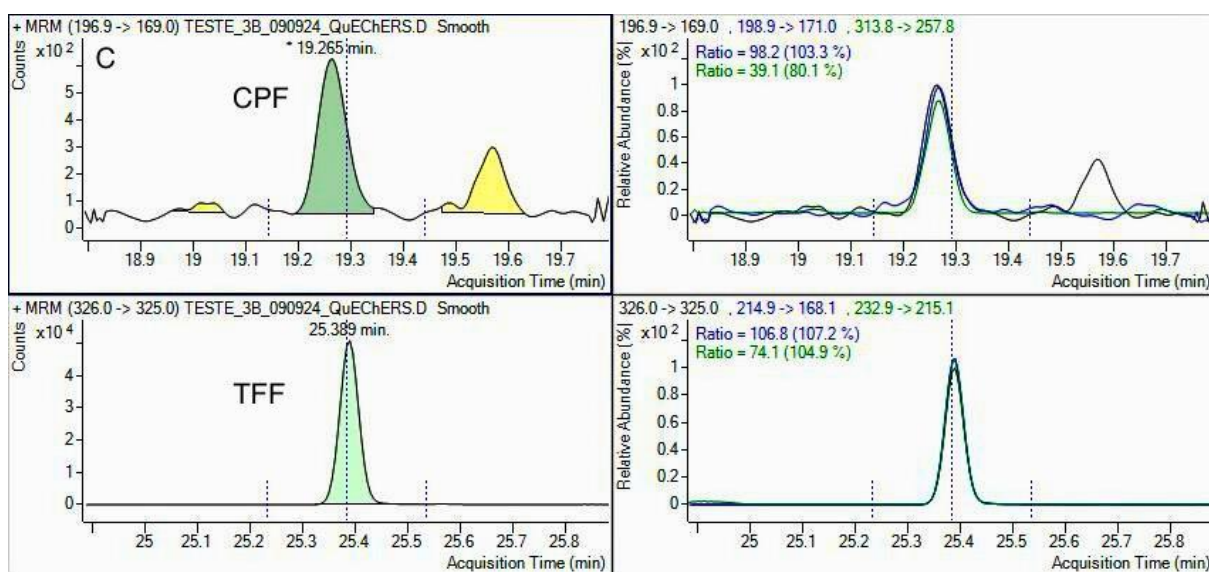 + MRM (196.9 -> 169.0) TESTE_3B_090924_QuEChERS.D Smooth
Counts
x10 2
C
* 19.265 min.
CPF
5
4
3
2
1
0
18.9 19 19.1 19.2 19.3 19.4 19.5 19.6 19.7
Acquisition Time (min)
196.9 -> 169.0 , 198.9 -> 171.0 , 313.8 -> 257.8
Relative Abundance (%)
x10 2
Ratio = 98.2 (103.3 %)
Ratio = 39.1 (80.1 %)
1
0.8
0.6
0.4
0.2
0
18.9 19 19.1 19.2 19.3 19.4 19.5 19.6 19.7
Acquisition Time (min)
+ MRM (326.0 -> 325.0) TESTE_3B_090924_QuEChERS.D Smooth
Counts
x10 4
25.389 min.
TFF
4
3
2
1
0
25 25.1 25.2 25.3 25.4 25.5 25.6 25.7 25.8
Acquisition Time (min)
326.0 -> 325.0 , 214.9 -> 168.1 , 232.9 -> 215.1
Relative Abundance (%)
x10 2
Ratio = 106.8 (107.2 %)
Ratio = 74.1 (104.9 %)
1
0.8
0.6
0.4
0.2
0
25 25.1 25.2 25.3 25.4 25.5 25.6 25.7 25.8
Acquisition Time (min)